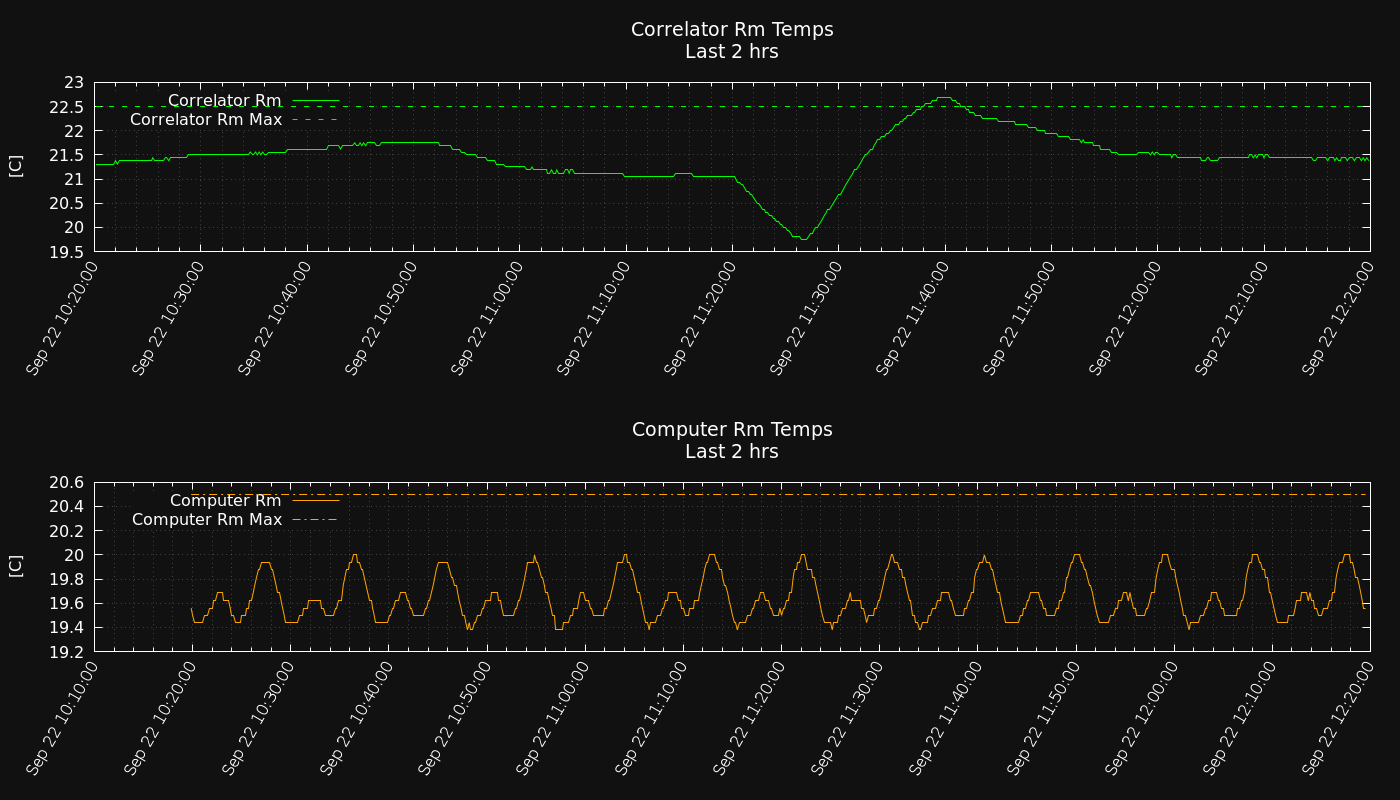 Correlator Rm Temps
Last 2 hrs
[C]
23
22.5
22
21.5
21
20.5
20
19.5
Correlator Rm
Correlator Rm Max
Sep 22 10:20:00
Sep 22 10:30:00
Sep 22 10:40:00
Sep 22 10:50:00
Sep 22 11:00:00
Sep 22 11:10:00
Sep 22 11:20:00
Sep 22 11:30:00
Sep 22 11:40:00
Sep 22 11:50:00
Sep 22 12:00:00
Sep 22 12:10:00
Sep 22 12:20:00
Computer Rm Temps
Last 2 hrs
[C]
20.6
20.4
20.2
20
19.8
19.6
19.4
19.2
Computer Rm
Computer Rm Max
Sep 22 10:10:00
Sep 22 10:20:00
Sep 22 10:30:00
Sep 22 10:40:00
Sep 22 10:50:00
Sep 22 11:00:00
Sep 22 11:10:00
Sep 22 11:20:00
Sep 22 11:30:00
Sep 22 11:40:00
Sep 22 11:50:00
Sep 22 12:00:00
Sep 22 12:10:00
Sep 22 12:20:00